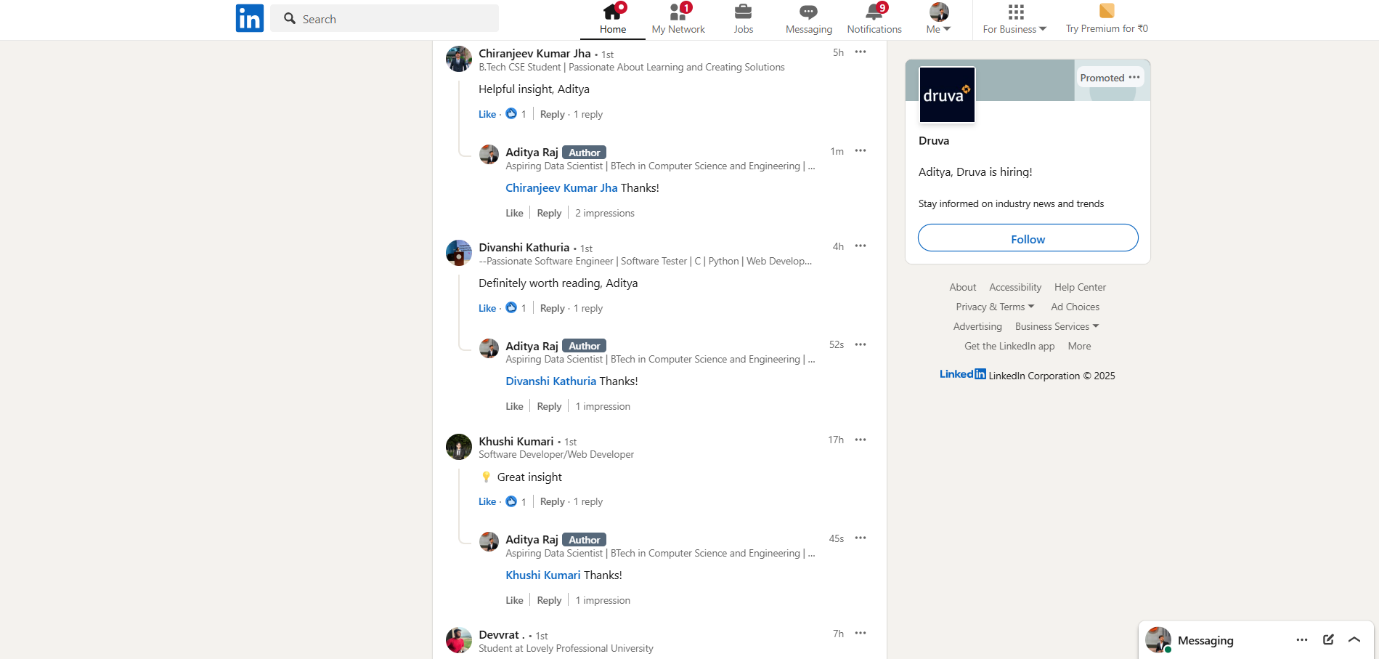 in
Search
1
9
Home
My Network
Jobs
Messaging
Notifications
Me
For Business
Try Premium for ₹0
Chiranjeev Kumar Jha • 1st
5h
B.Tech CSE Student | Passionate About Learning and Creating Solutions
Helpful insight, Aditya
Like · 1 | Reply · 1 reply
Aditya Raj Author
1m
Aspiring Data Scientist | BTech in Computer Science and Engineering | ...
Chiranjeev Kumar Jha Thanks!
Like | Reply | 2 impressions
Divanshi Kathuria • 1st
4h
--Passionate Software Engineer | Software Tester | C | Python | Web Develop...
Definitely worth reading, Aditya
Like · 1 | Reply · 1 reply
Aditya Raj Author
52s
Aspiring Data Scientist | BTech in Computer Science and Engineering | ...
Divanshi Kathuria Thanks!
Like | Reply | 1 impression
Khushi Kumari • 1st
17h
Software Developer/Web Developer
💡 Great insight
Like · 1 | Reply · 1 reply
Aditya Raj Author
45s
Aspiring Data Scientist | BTech in Computer Science and Engineering | ...
Khushi Kumari Thanks!
Like | Reply | 1 impression
Devvrat . • 1st
7h
Student at Lovely Professional University
Promoted
druva
Druva
Aditya, Druva is hiring!
Stay informed on industry news and trends
Follow
About Accessibility Help Center
Privacy & Terms Ad Choices
Advertising Business Services
Get the LinkedIn app More
LinkedIn LinkedIn Corporation © 2025
Messaging